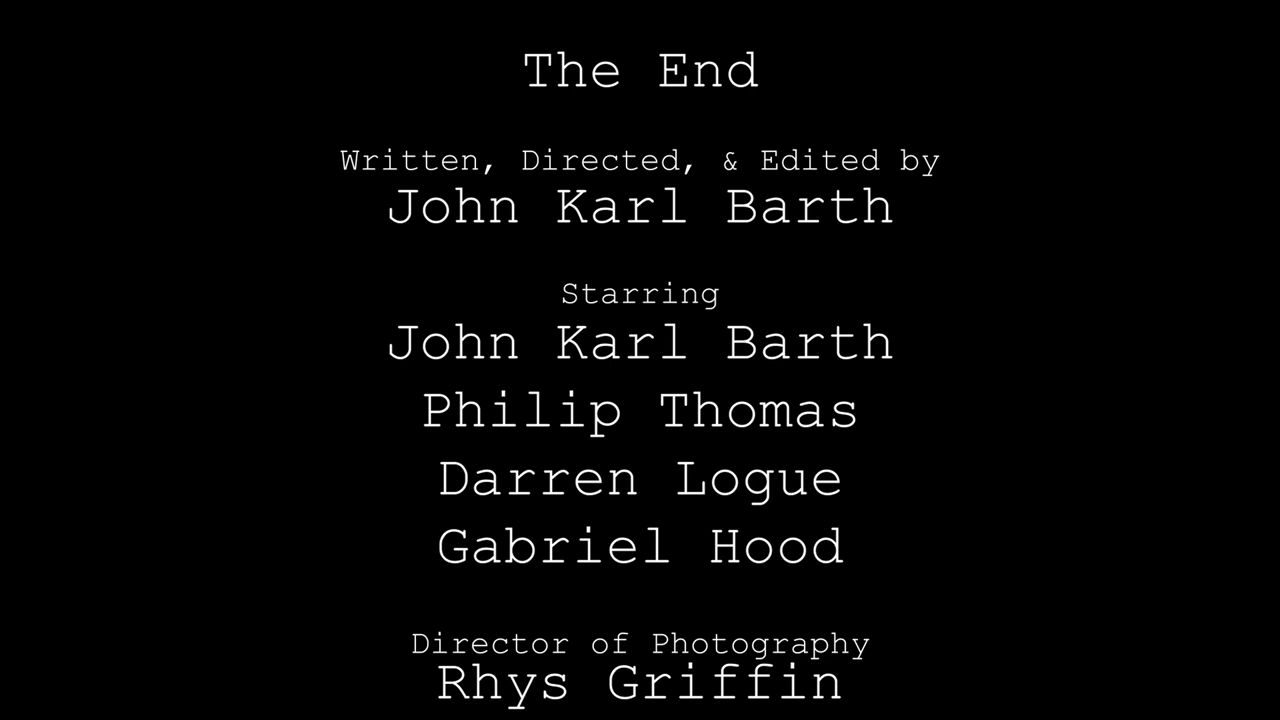 The End
Written, Directed, & Edited by
John Karl Barth
Starring
John Karl Barth
Philip Thomas
Darren Logue
Gabriel Hood
Director of Photography
Rhys Griffin